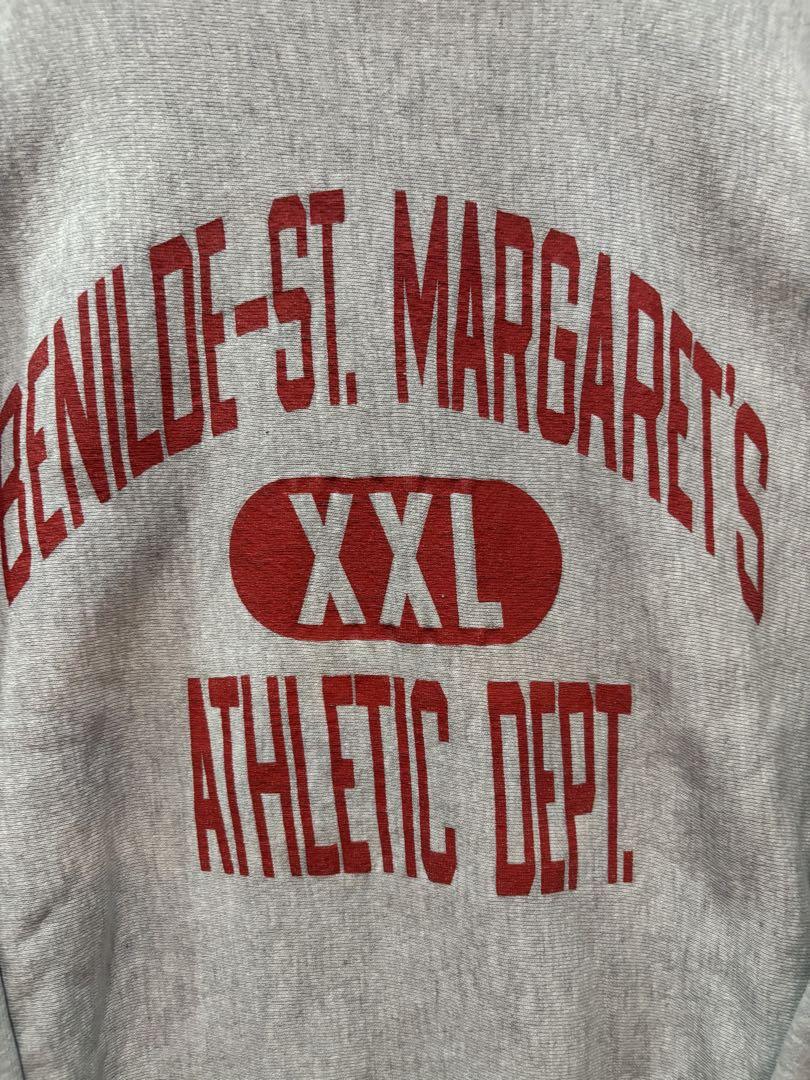 BENILDE-ST. MARGARET'S
XXL
ATHLETIC DEPT.